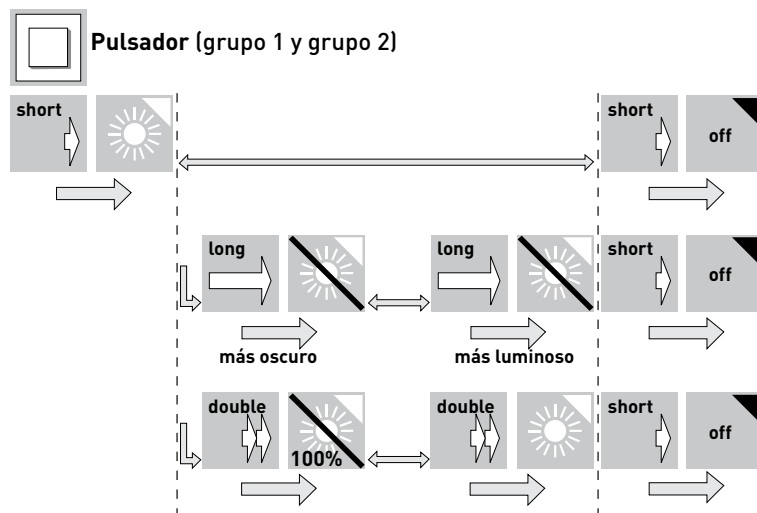 Pulsador (grupo 1 y grupo 2)
short
short
off
long
long
short
off
más oscuro
más luminoso
double
100%
double
short
off